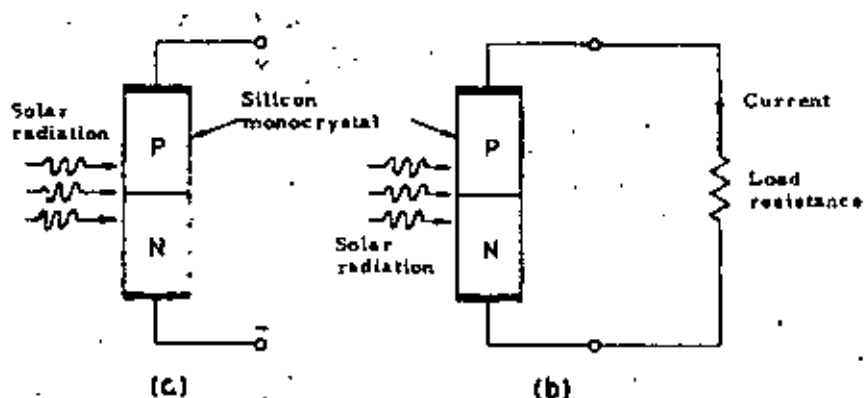 Solar
radiation
P
N
Silicon
monocrystal
(a)
Solar
radiation
P
N
Current
Load
resistance
(b)